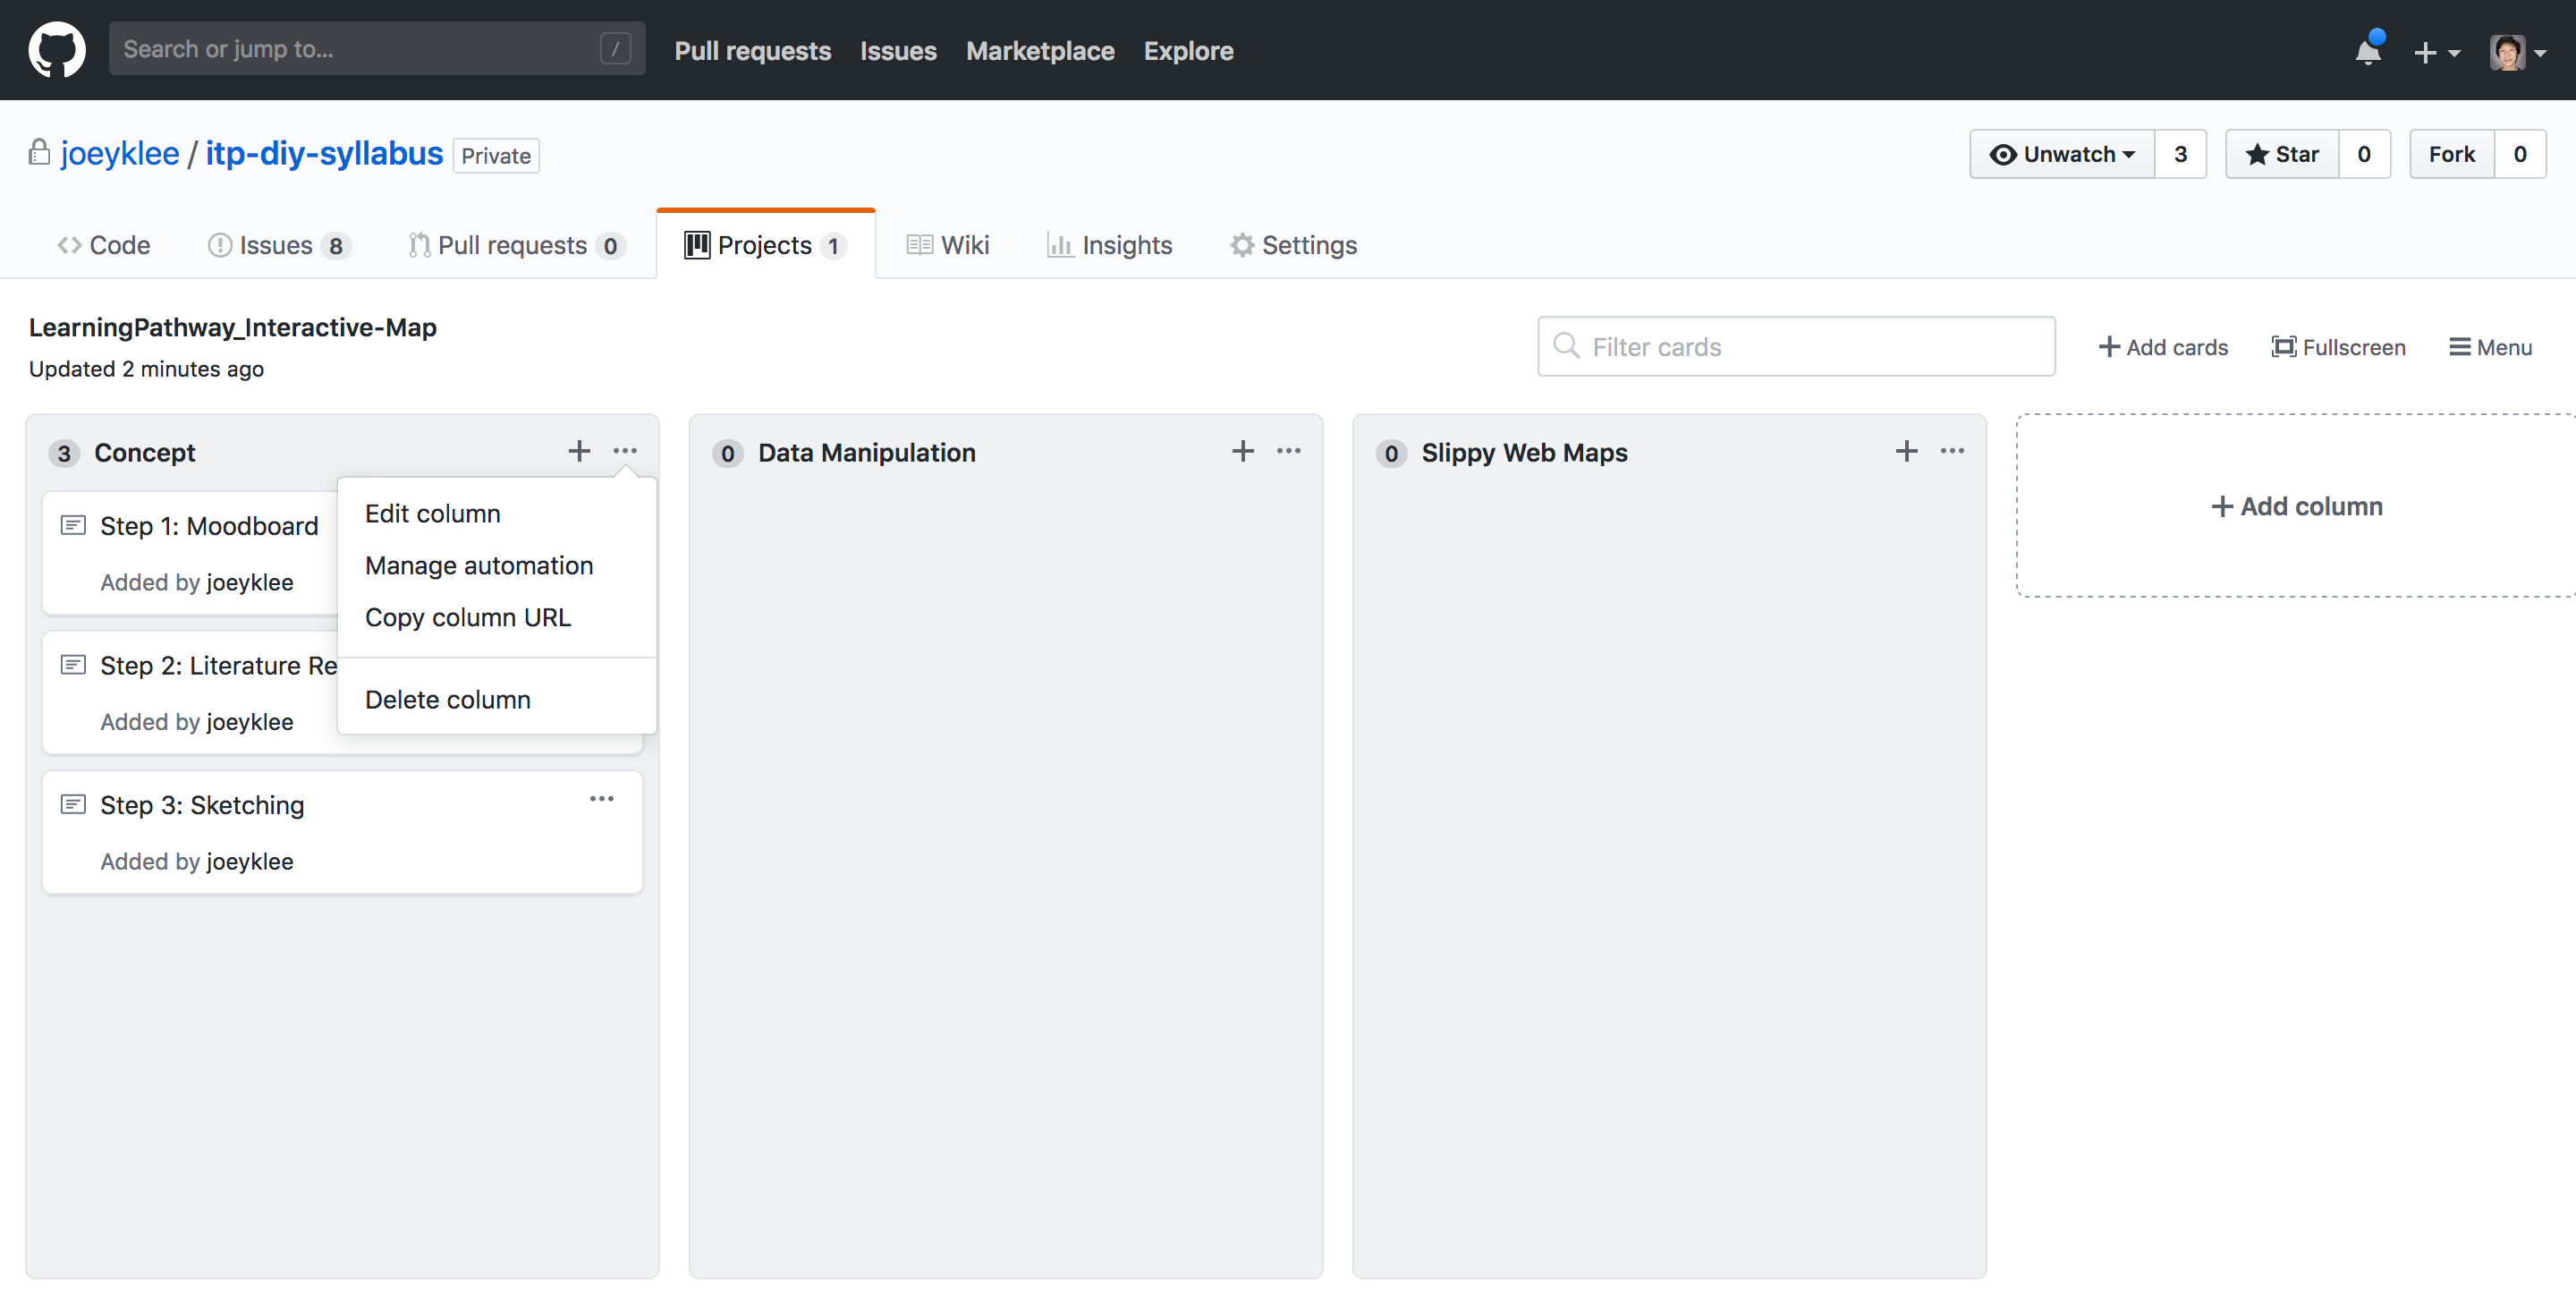 Search or jump to... /
Pull requests Issues Marketplace Explore
joeyklee / itp-diy-syllabus Private
Unwatch 3 Star 0 Fork 0
Code Issues 8 Pull requests 0 Projects 1 Wiki Insights Settings
LearningPathway_Interactive-Map
Updated 2 minutes ago
Filter cards
Add cards Fullscreen Menu
3 Concept
Edit column
Manage automation
Copy column URL
Delete column
Step 1: Moodboard
Added by joeyklee
Step 2: Literature Re
Added by joeyklee
Step 3: Sketching
Added by joeyklee
0 Data Manipulation
0 Slippy Web Maps
Add column